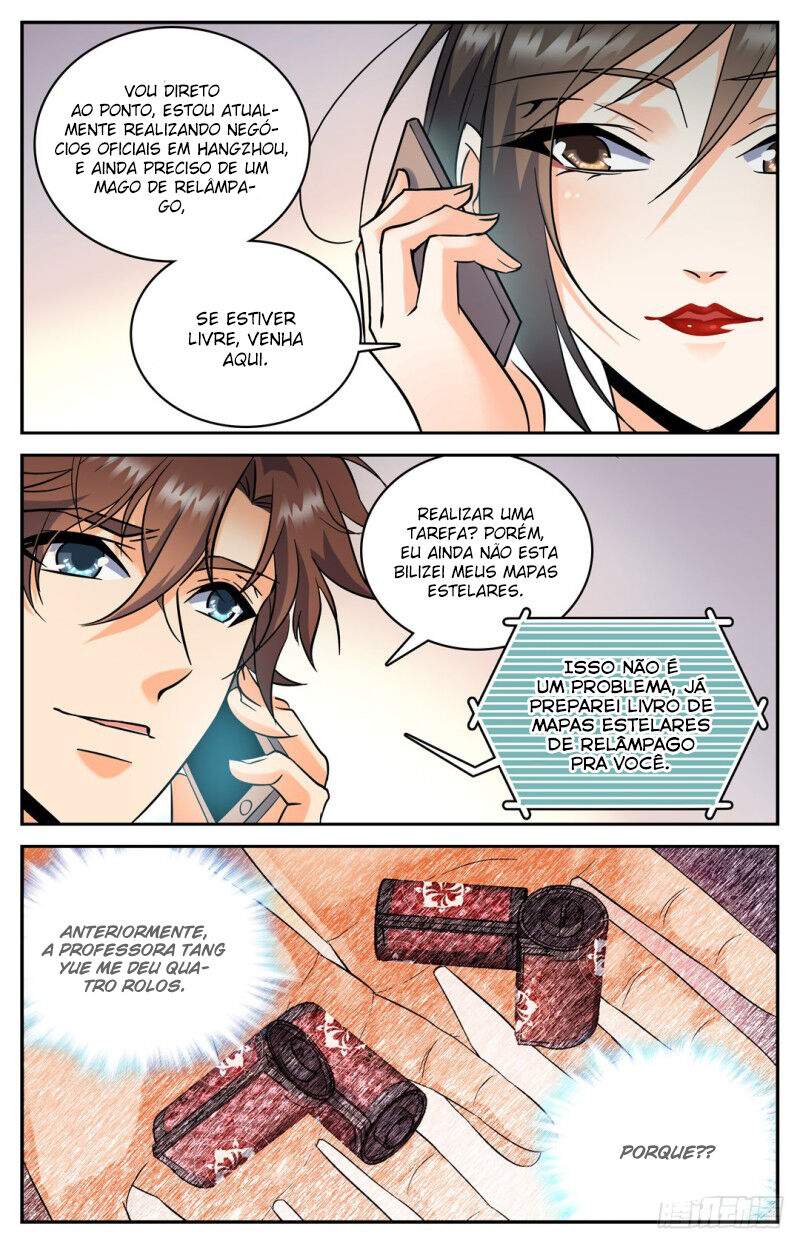 VOU DIRETO
AO PONTO, ESTOU ATUAL-
MENTE REALIZANDO NEGÓ-
CIOS OFICIAIS EM HANGZHOU,
E AINDA PRECISO DE UM
MAGO DE RELÂMPA-
GO,
SE ESTIVER
LIVRE, VENHA
AQUI.
REALIZAR UMA
TAREFA? PORÉM,
EU AINDA NÃO ESTA
BILIZEI MEUS MAPAS
ESTELARES.
ISSO NÃO É
UM PROBLEMA, JÁ
PREPAREI LIVRO DE
MAPAS ESTELARES
DE RELÂMPAGO
PRA VOCÊ.
ANTERIORMENTE,
A PROFESSORA TANG
YUE ME DEU QUA-
TRO ROLOS.
PORQUE??